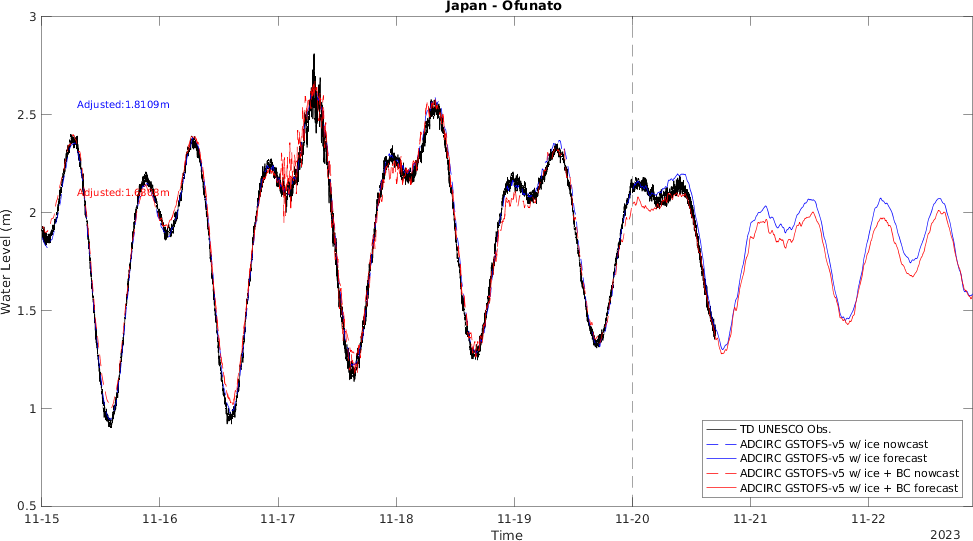 Japan - Ofunato
3
2.5
2
1.5
1
0.5
Water Level (m)
Adjusted:1.8109m
11-15
11-16
11-17
11-18
11-19
11-20
11-21
11-22
Time
2023
TD UNESCO Obs.
ADCIRC GSTOFS-v5 w/ ice nowcast
ADCIRC GSTOFS-v5 w/ ice forecast
ADCIRC GSTOFS-v5 w/ ice + BC nowcast
ADCIRC GSTOFS-v5 w/ ice + BC forecast